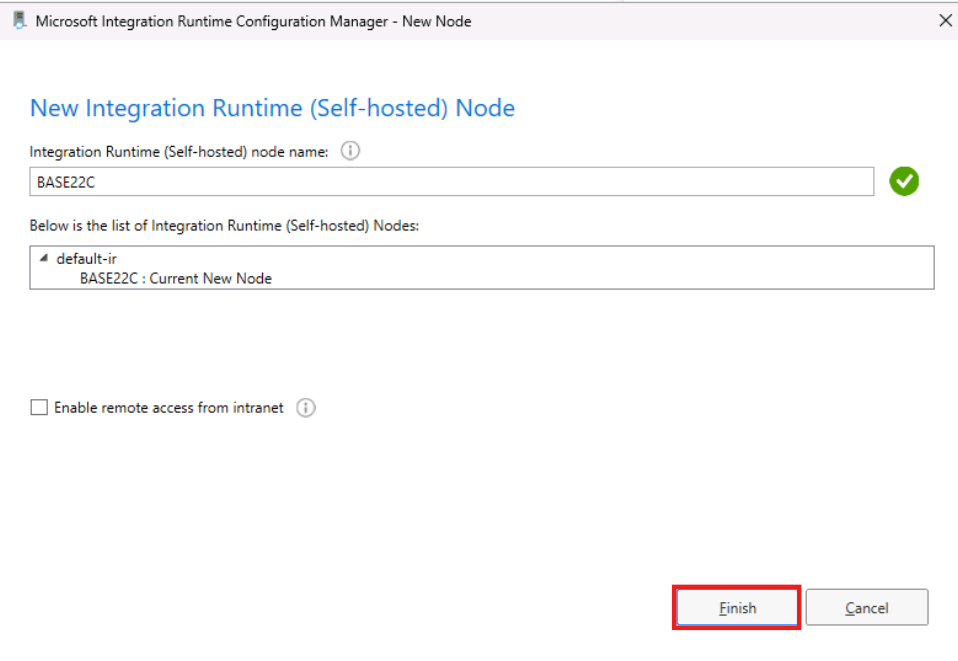 Microsoft Integration Runtime Configuration Manager - New Node
New Integration Runtime (Self-hosted) Node
Integration Runtime (Self-hosted) node name:
BASE22C
Below is the list of Integration Runtime (Self-hosted) Nodes:
default-ir
BASE22C : Current New Node
Enable remote access from intranet
Finish
Cancel